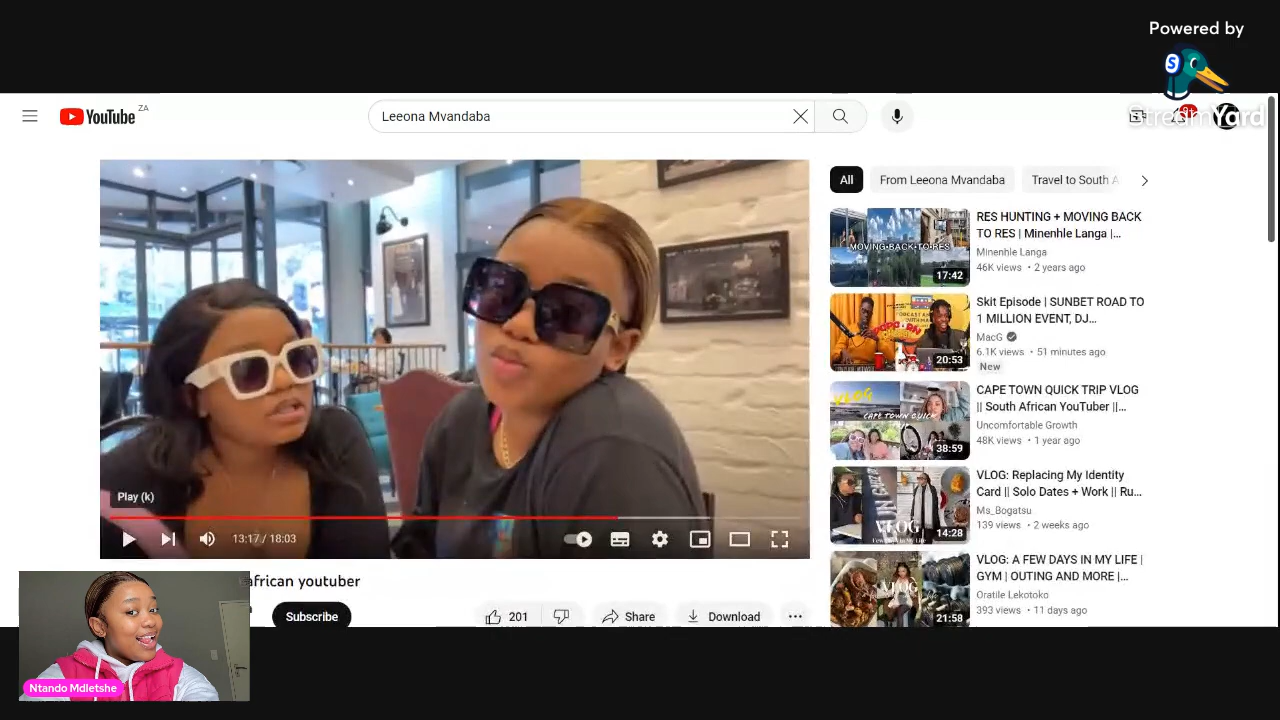 Powered by
StreamYard
YouTube ZA
Leeona Mvandaba
All
From Leeona Mvandaba
Travel to South A
RES HUNTING + MOVING BACK
TO RES | Minenhle Langa |...
Minenhle Langa
46K views • 2 years ago
MOVING•BACK•TO•RES
17:42
Skit Episode | SUNBET ROAD TO
1 MILLION EVENT, DJ...
MacG
6.1K views • 51 minutes ago
New
20:53
CAPE TOWN QUICK TRIP VLOG
|| South African YouTuber ||...
Uncomfortable Growth
48K views • 1 year ago
VLOG
CAPE TOWN QUICK
38:59
VLOG: Replacing My Identity
Card || Solo Dates + Work || Ru...
Ms_Bogatsu
139 views • 2 weeks ago
VLOG
14:28
VLOG: A FEW DAYS IN MY LIFE |
GYM | OUTING AND MORE |...
Oratile Lekotoko
393 views • 11 days ago
VLOG
21:58
Play (k)
13:17 / 18:03
african youtuber
Subscribe
201
Share
Download
Ntando Mdletshe